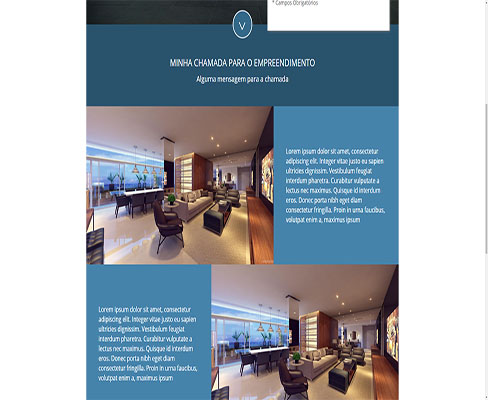 * Campos Obrigatórios
MINHA CHAMADA PARA O EMPREENDIMENTO
Alguma mensagem para a chamada
Lorem ipsum dolor sit amet, consectetur
adipiscing elit. Integer vitae justo eu sapien
ultricies dignissim. Suspendisse feugiat
interdum pharetra. Curabitur vulputate a
lectus nec maximus. Quisque id interdum
eros. Donec porta nibh eget diam
consectetur fringilla. Proin in urna faucibus,
volutpat enim a, maximus ipsum
Lorem ipsum dolor sit amet, consectetur
adipiscing elit. Integer vitae justo eu sapien
ultricies dignissim. Suspendisse feugiat
interdum pharetra. Curabitur vulputate a
lectus nec maximus. Quisque id interdum
eros. Donec porta nibh eget diam
consectetur fringilla. Proin in urna faucibus,
volutpat enim a, maximus ipsum